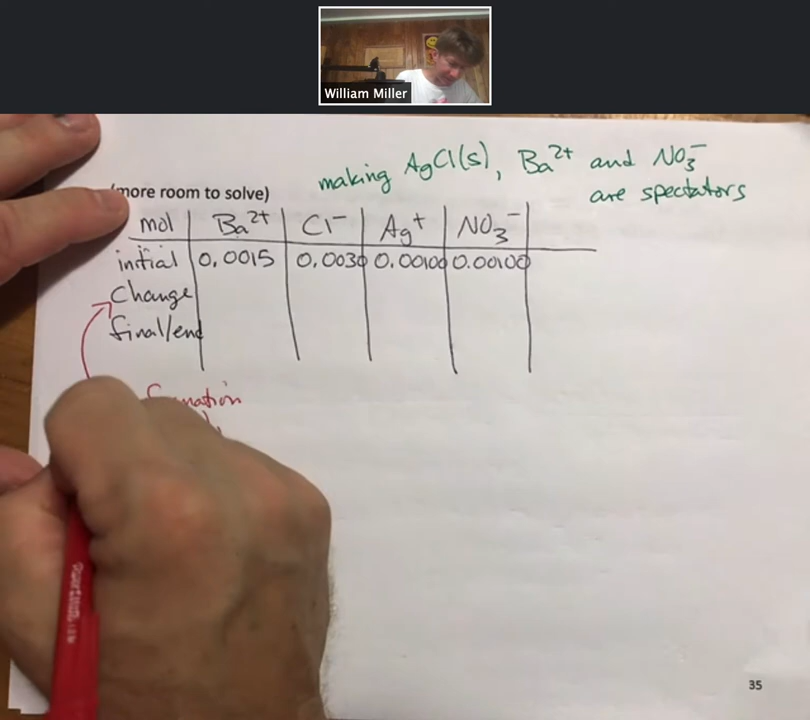 William Miller
making AgCl(s), Ba²⁺ and NO₃⁻
are spectators
(more room to solve)
mol Ba²⁺ Cl⁻ Ag⁺ NO₃⁻
initial 0.0015 0.0030 0.00100 0.00100
change
final/end
35